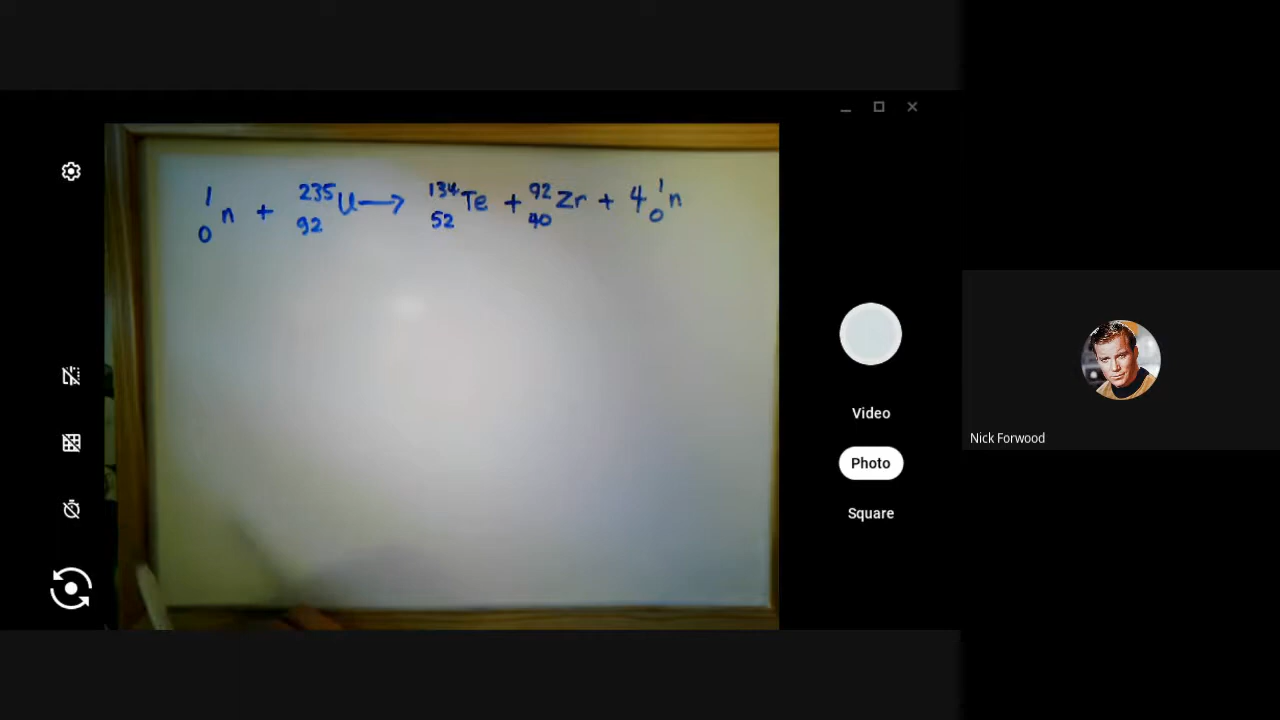 ¹₀n + ²³⁵₉₂U ⟶ ¹³⁴₅₂Te + ⁹²₄₀Zr + 4 ¹₀n
Video
Nick Forwood
Photo
Square